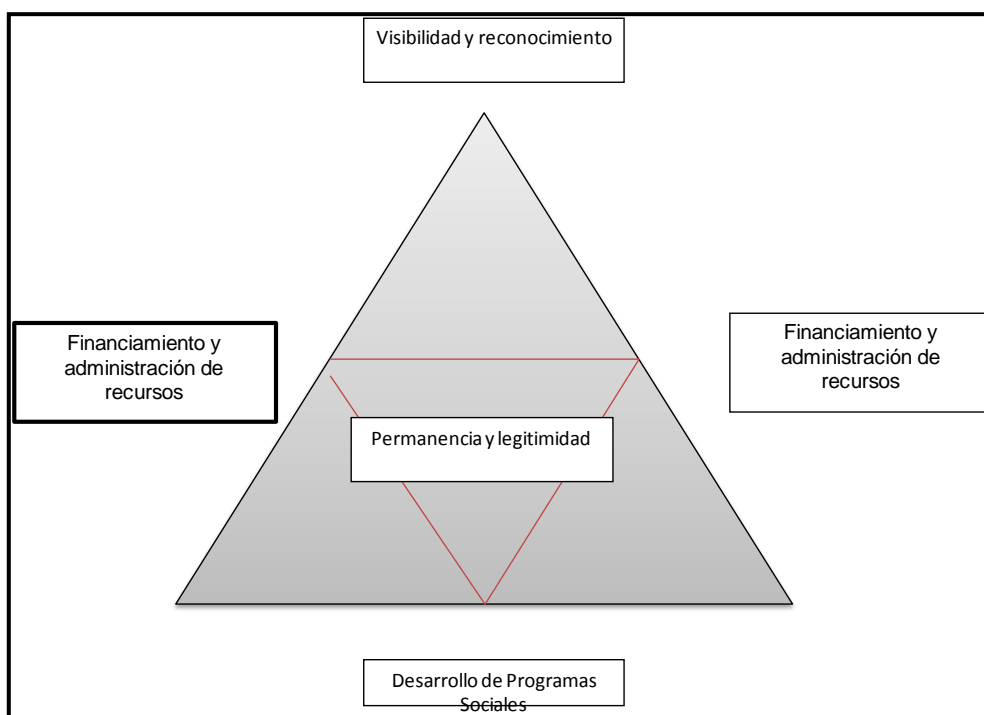 Visibilidad y reconocimiento
Financiamiento y
administración de
recursos
Financiamiento y
administración de
recursos
Permanencia y legitimidad
Desarrollo de Programas
Sociales